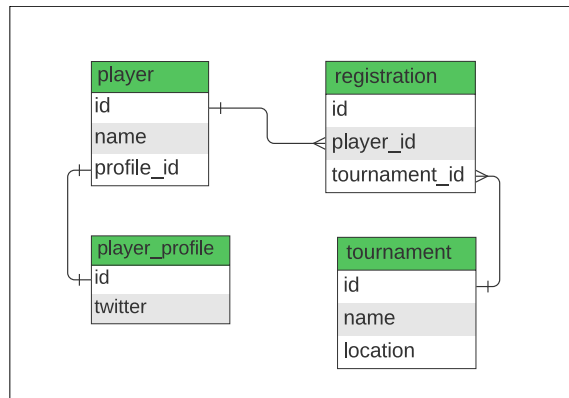 player
id
name
profile_id
registration
id
player_id
tournament_id
player_profile
id
twitter
tournament
id
name
location